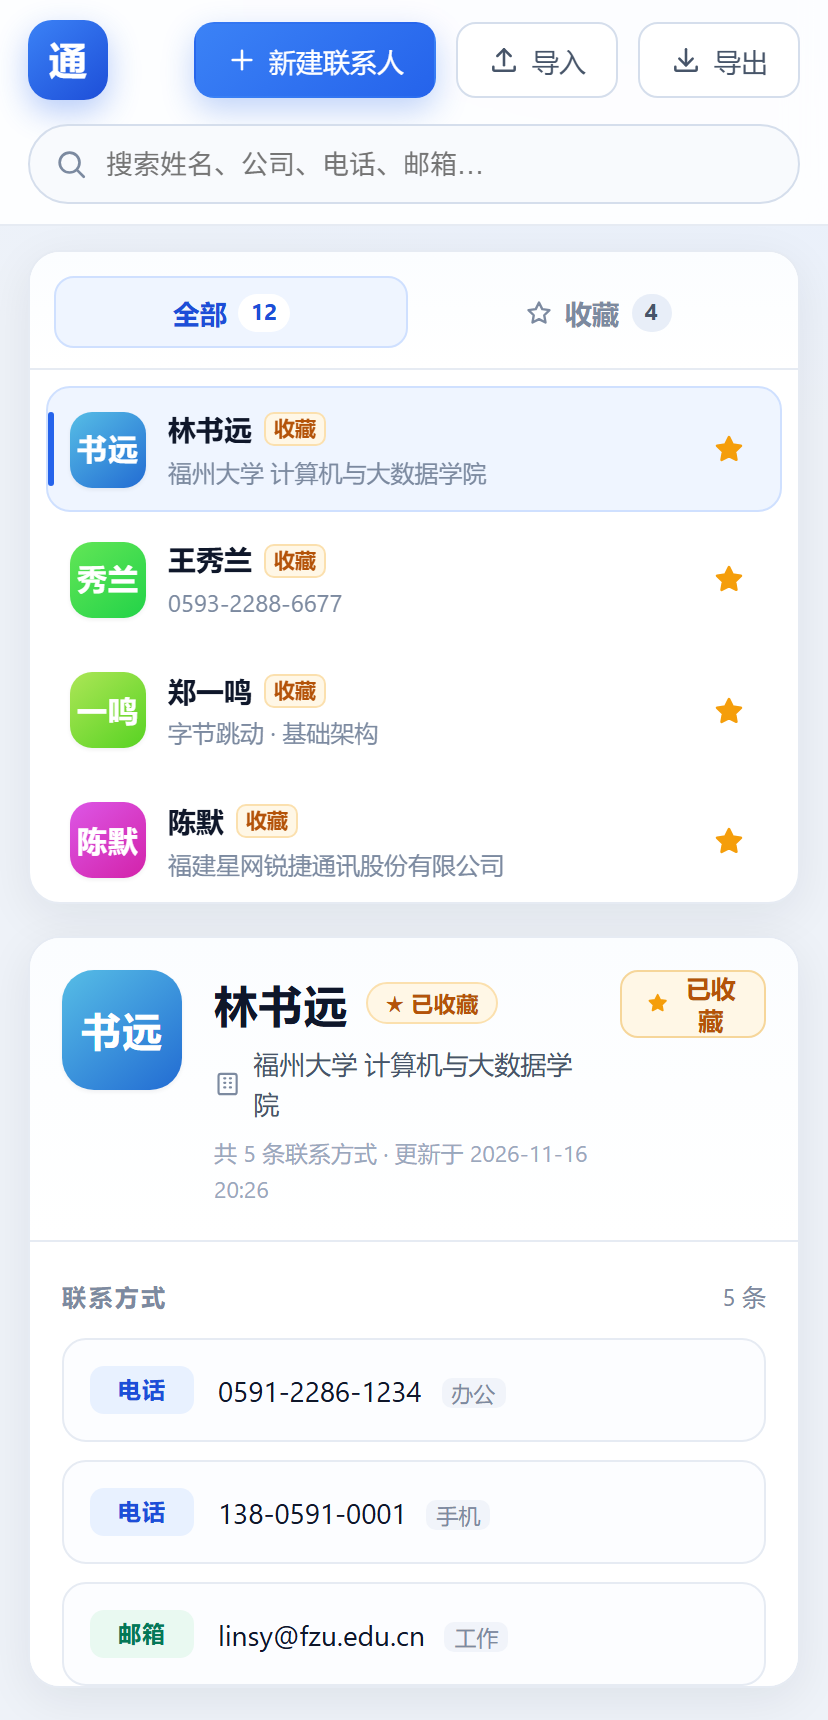 通
新建联系人
导入
导出
搜索姓名、公司、电话、邮箱...
全部 12
收藏 4
书远
林书远 收藏
福州大学 计算机与大数据学院
秀兰
王秀兰 收藏
0593-2288-6677
一鸣
郑一鸣 收藏
字节跳动 · 基础架构
陈默
陈默 收藏
福建星网锐捷通讯股份有限公司
书远
林书远 ★ 已收藏
已收
藏
福州大学 计算机与大数据学
院
共 5 条联系方式 · 更新于 2026-11-16
20:26
联系方式
5 条
电话 0591-2286-1234 办公
电话 138-0591-0001 手机
邮箱 linsy@fzu.edu.cn 工作